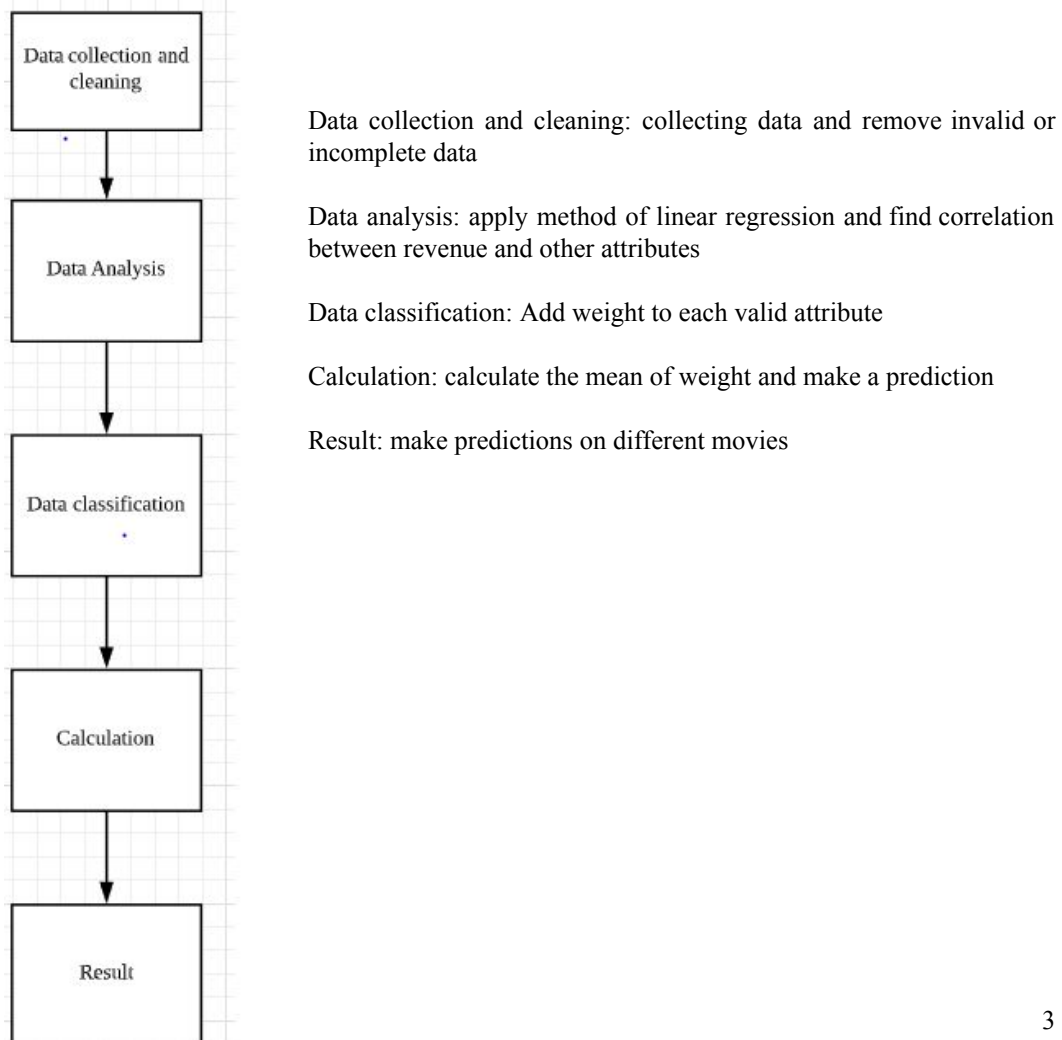 Data collection and
cleaning
Data Analysis
Data classification
Calculation
Result
Data collection and cleaning: collecting data and remove invalid or
incomplete data
Data analysis: apply method of linear regression and find correlation
between revenue and other attributes
Data classification: Add weight to each valid attribute
Calculation: calculate the mean of weight and make a prediction
Result: make predictions on different movies
3